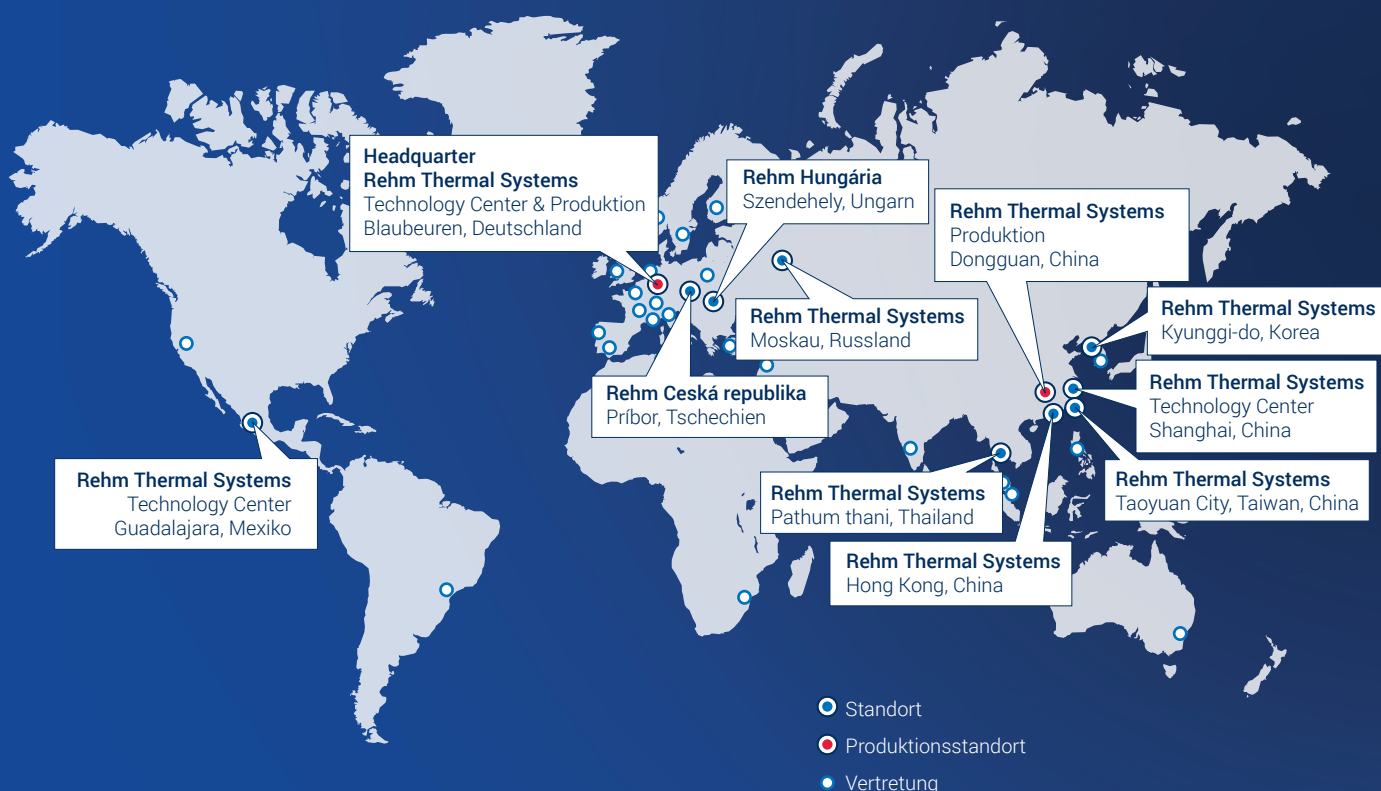 Headquarter
Rehm Thermal Systems
Technology Center & Produktion
Blaubeuren, Deutschland
Rehm Hungária
Szendehely, Ungarn
Rehm Thermal Systems
Produktion
Dongguan, China
Rehm Thermal Systems
Moskau, Russland
Rehm Thermal Systems
Kyunggi-do, Korea
Rehm Ceská republika
Príbor, Tschechien
Rehm Thermal Systems
Technology Center
Shanghai, China
Rehm Thermal Systems
Technology Center
Guadalajara, Mexiko
Rehm Thermal Systems
Pathum thani, Thailand
Rehm Thermal Systems
Taoyuan City, Taiwan, China
Rehm Thermal Systems
Hong Kong, China
Standort
Produktionsstandort
Vertretung